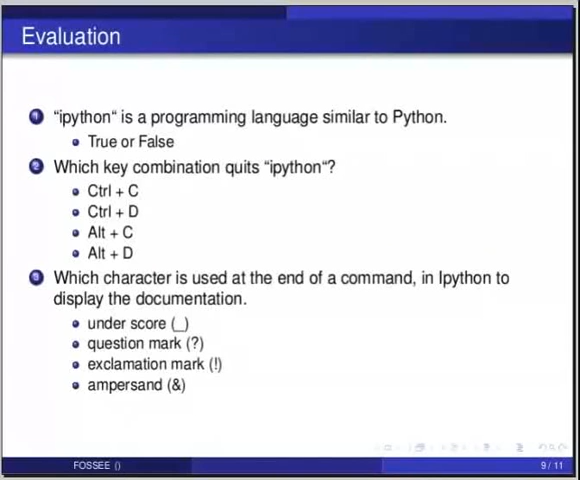 Evaluation
1 "ipython" is a programming language similar to Python.
• True or False
2 Which key combination quits "ipython"?
• Ctrl + C
• Ctrl + D
• Alt + C
• Alt + D
3 Which character is used at the end of a command, in Ipython to
display the documentation.
• under score (_)
• question mark (?)
• exclamation mark (!)
• ampersand (&)
FOSSEE ()
9 / 11